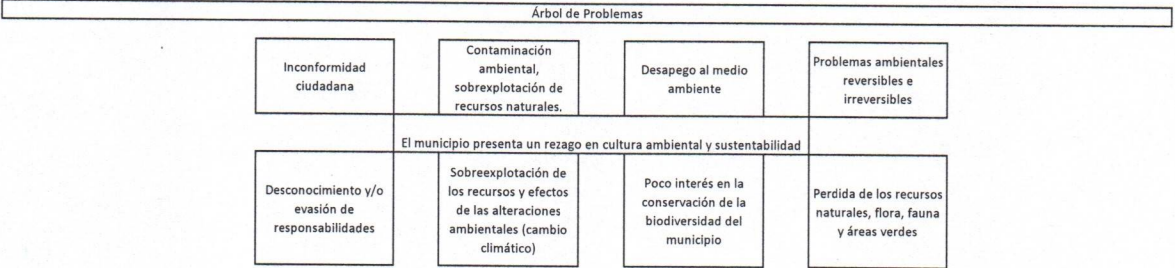 Árbol de Problemas
Inconformidad
ciudadana
Contaminación
ambiental,
sobrexplotación de
recursos naturales.
Desapego al medio
ambiente
Problemas ambientales
reversibles e
irreversibles
El municipio presenta un rezago en cultura ambiental y sustentabilidad
Desconocimiento y/o
evasión de
responsabilidades
Sobreexplotación de
los recursos y efectos
de las alteraciones
ambientales (cambio
climático)
Poco interés en la
conservación de la
biodiversidad del
municipio
Perdida de los recursos
naturales, flora, fauna
y áreas verdes